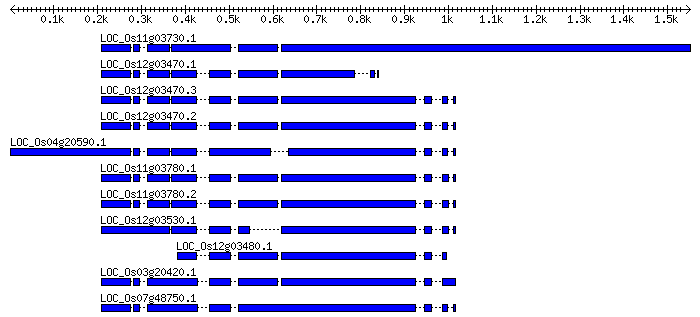 0.1k 0.2k 0.3k 0.4k 0.5k 0.6k 0.7k 0.8k 0.9k 1k 1.1k 1.2k 1.3k 1.4k 1.5k
LOC_Os11g03730.1
LOC_Os12g03470.1
LOC_Os12g03470.3
LOC_Os12g03470.2
LOC_Os04g20590.1
LOC_Os11g03780.1
LOC_Os11g03780.2
LOC_Os12g03530.1
LOC_Os12g03480.1
LOC_Os03g20420.1
LOC_Os07g48750.1